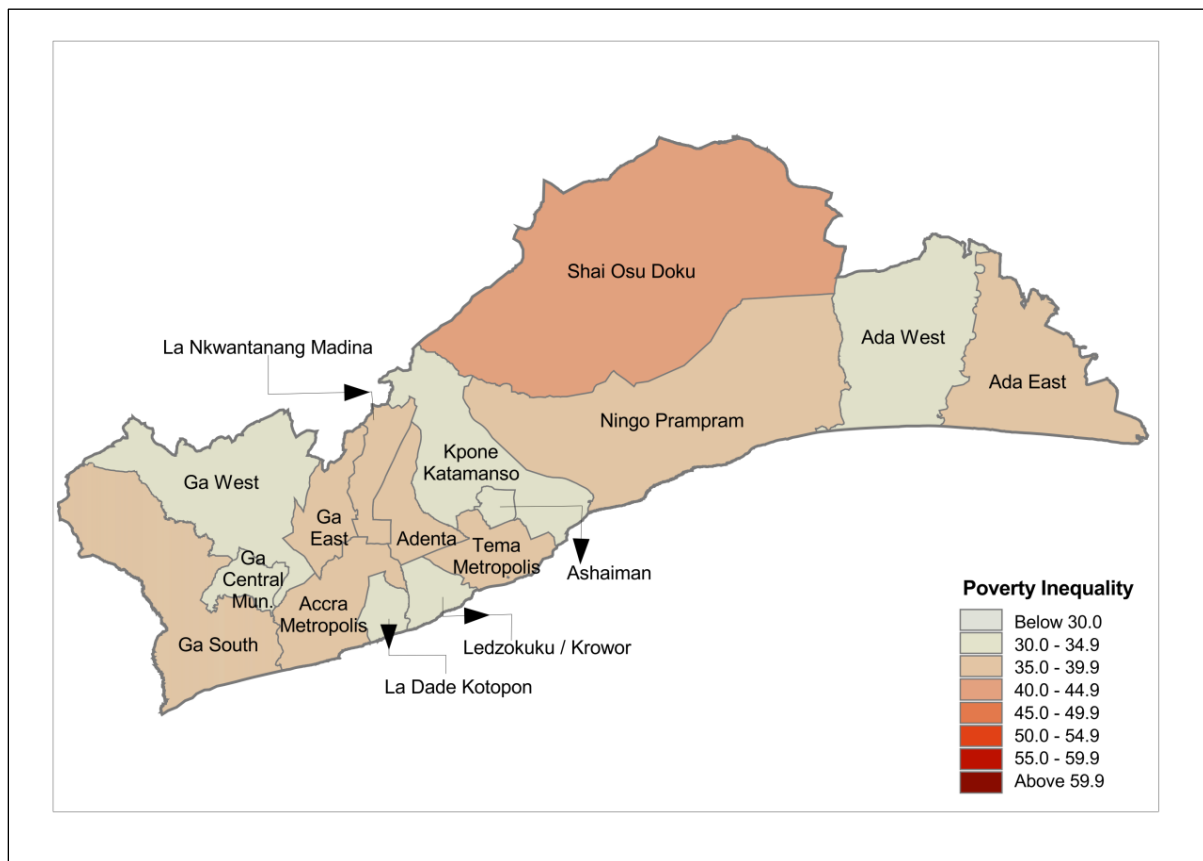 Shai Osu Doku
La Nkwantanang Madina
Ada West
Ada East
Ningo Prampram
Kpone
Katamanso
Ga West
Ga
East
Adenta
Tema
Metropolis
Ashaiman
Ga
Central
Mun.
Accra
Metropolis
Ga South
Ledzokuku / Krowor
La Dade Kotopon
Poverty Inequality
Below 30.0
30.0 - 34.9
35.0 - 39.9
40.0 - 44.9
45.0 - 49.9
50.0 - 54.9
55.0 - 59.9
Above 59.9